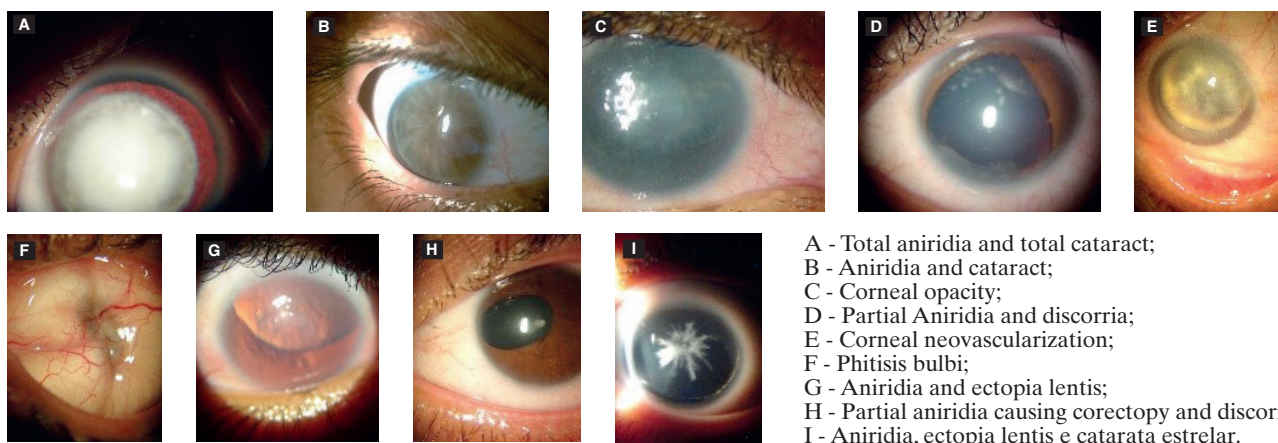 A
B
C
D
E
F
G
H
I
A - Total aniridia and total cataract;
B - Aniridia and cataract;
C - Corneal opacity;
D - Partial Aniridia and discorria;
E - Corneal neovascularization;
F - Phitisis bulbi;
G - Aniridia and ectopia lentis;
H - Partial aniridia causing corectopy and
I - Aniridia, ectopia lentis e catarata estrelar.